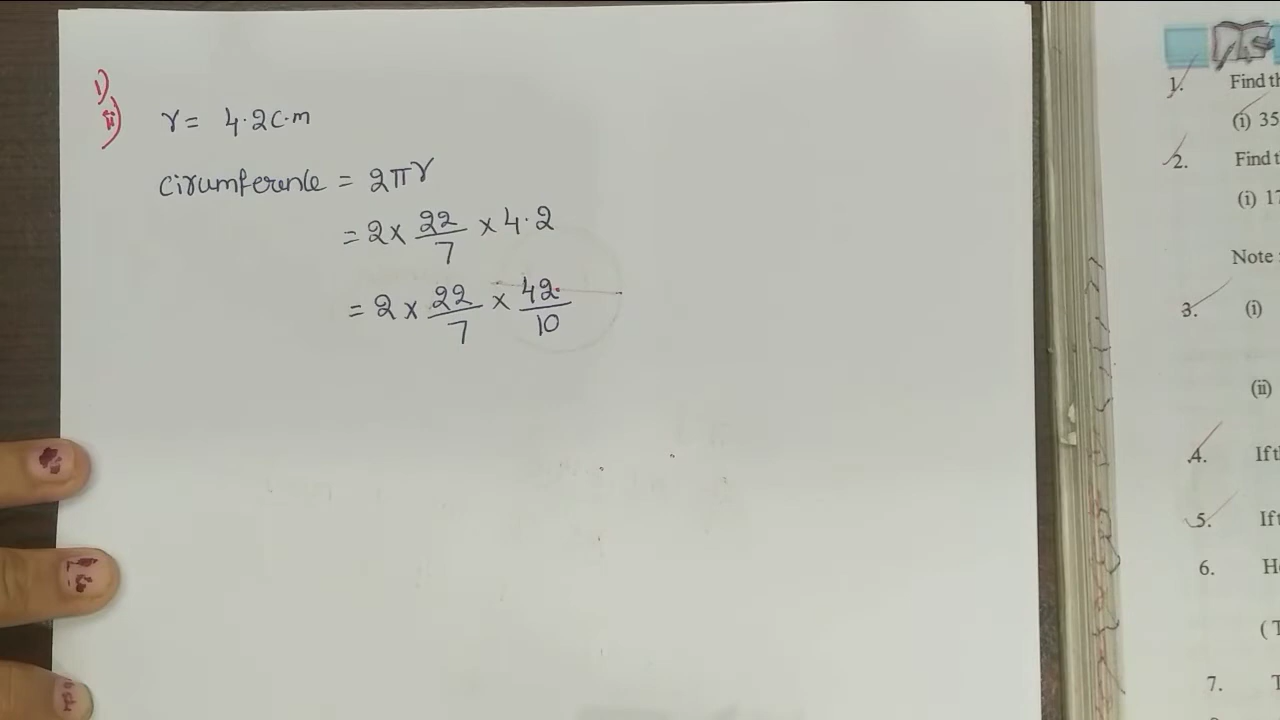 1)
ii)
r = 4.2c.m
cirumference = 2πr
= 2 × 22/7 × 4.2
= 2 × 22/7 × 42/10
1. Find th
(i) 35
2. Find t
(i) 17
Note :
3. (i)
(ii)
4. If t
5. If t
6. H
( T
7. T